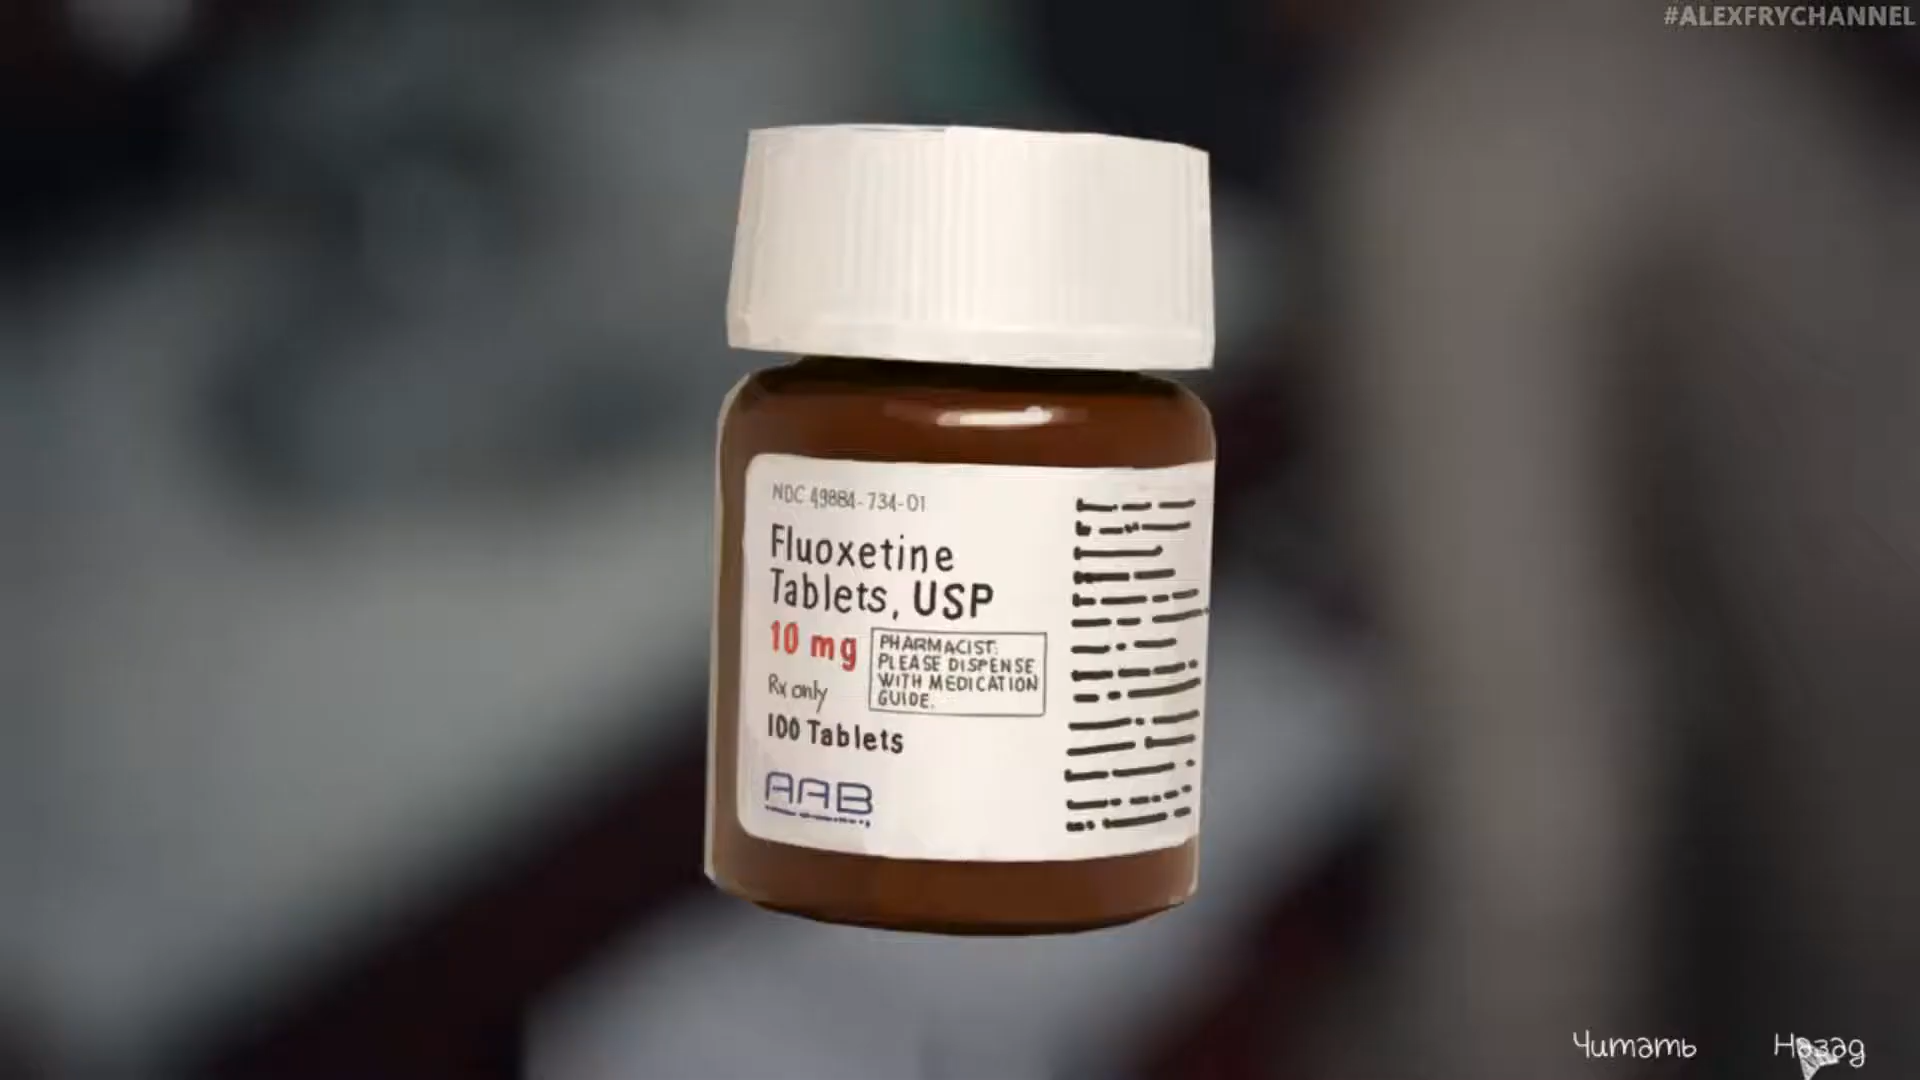 #ALEXFRYCHANNEL
NDC 49884-734-01
Fluoxetine
Tablets, USP
10 mg
PHARMACIST:
PLEASE DISPENSE
WITH MEDICATION
GUIDE.
Rx only
100 Tablets
AAB
Читать
Назад